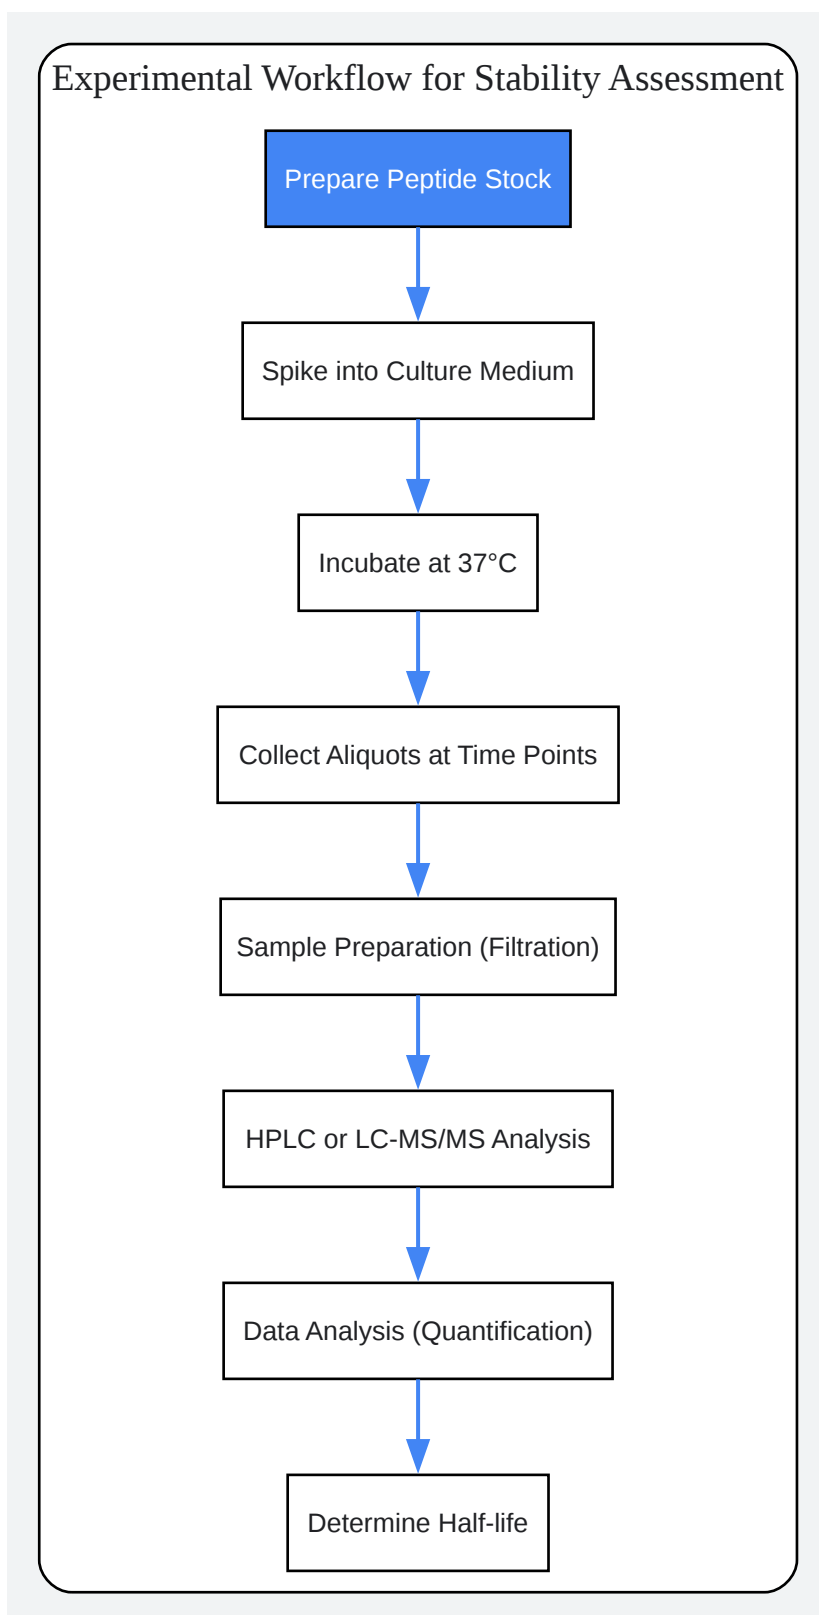 Experimental Workflow for Stability Assessment
Prepare Peptide Stock
Spike into Culture Medium
Incubate at 37°C
Collect Aliquots at Time Points
Sample Preparation (Filtration)
HPLC or LC-MS/MS Analysis
Data Analysis (Quantification)
Determine Half-life